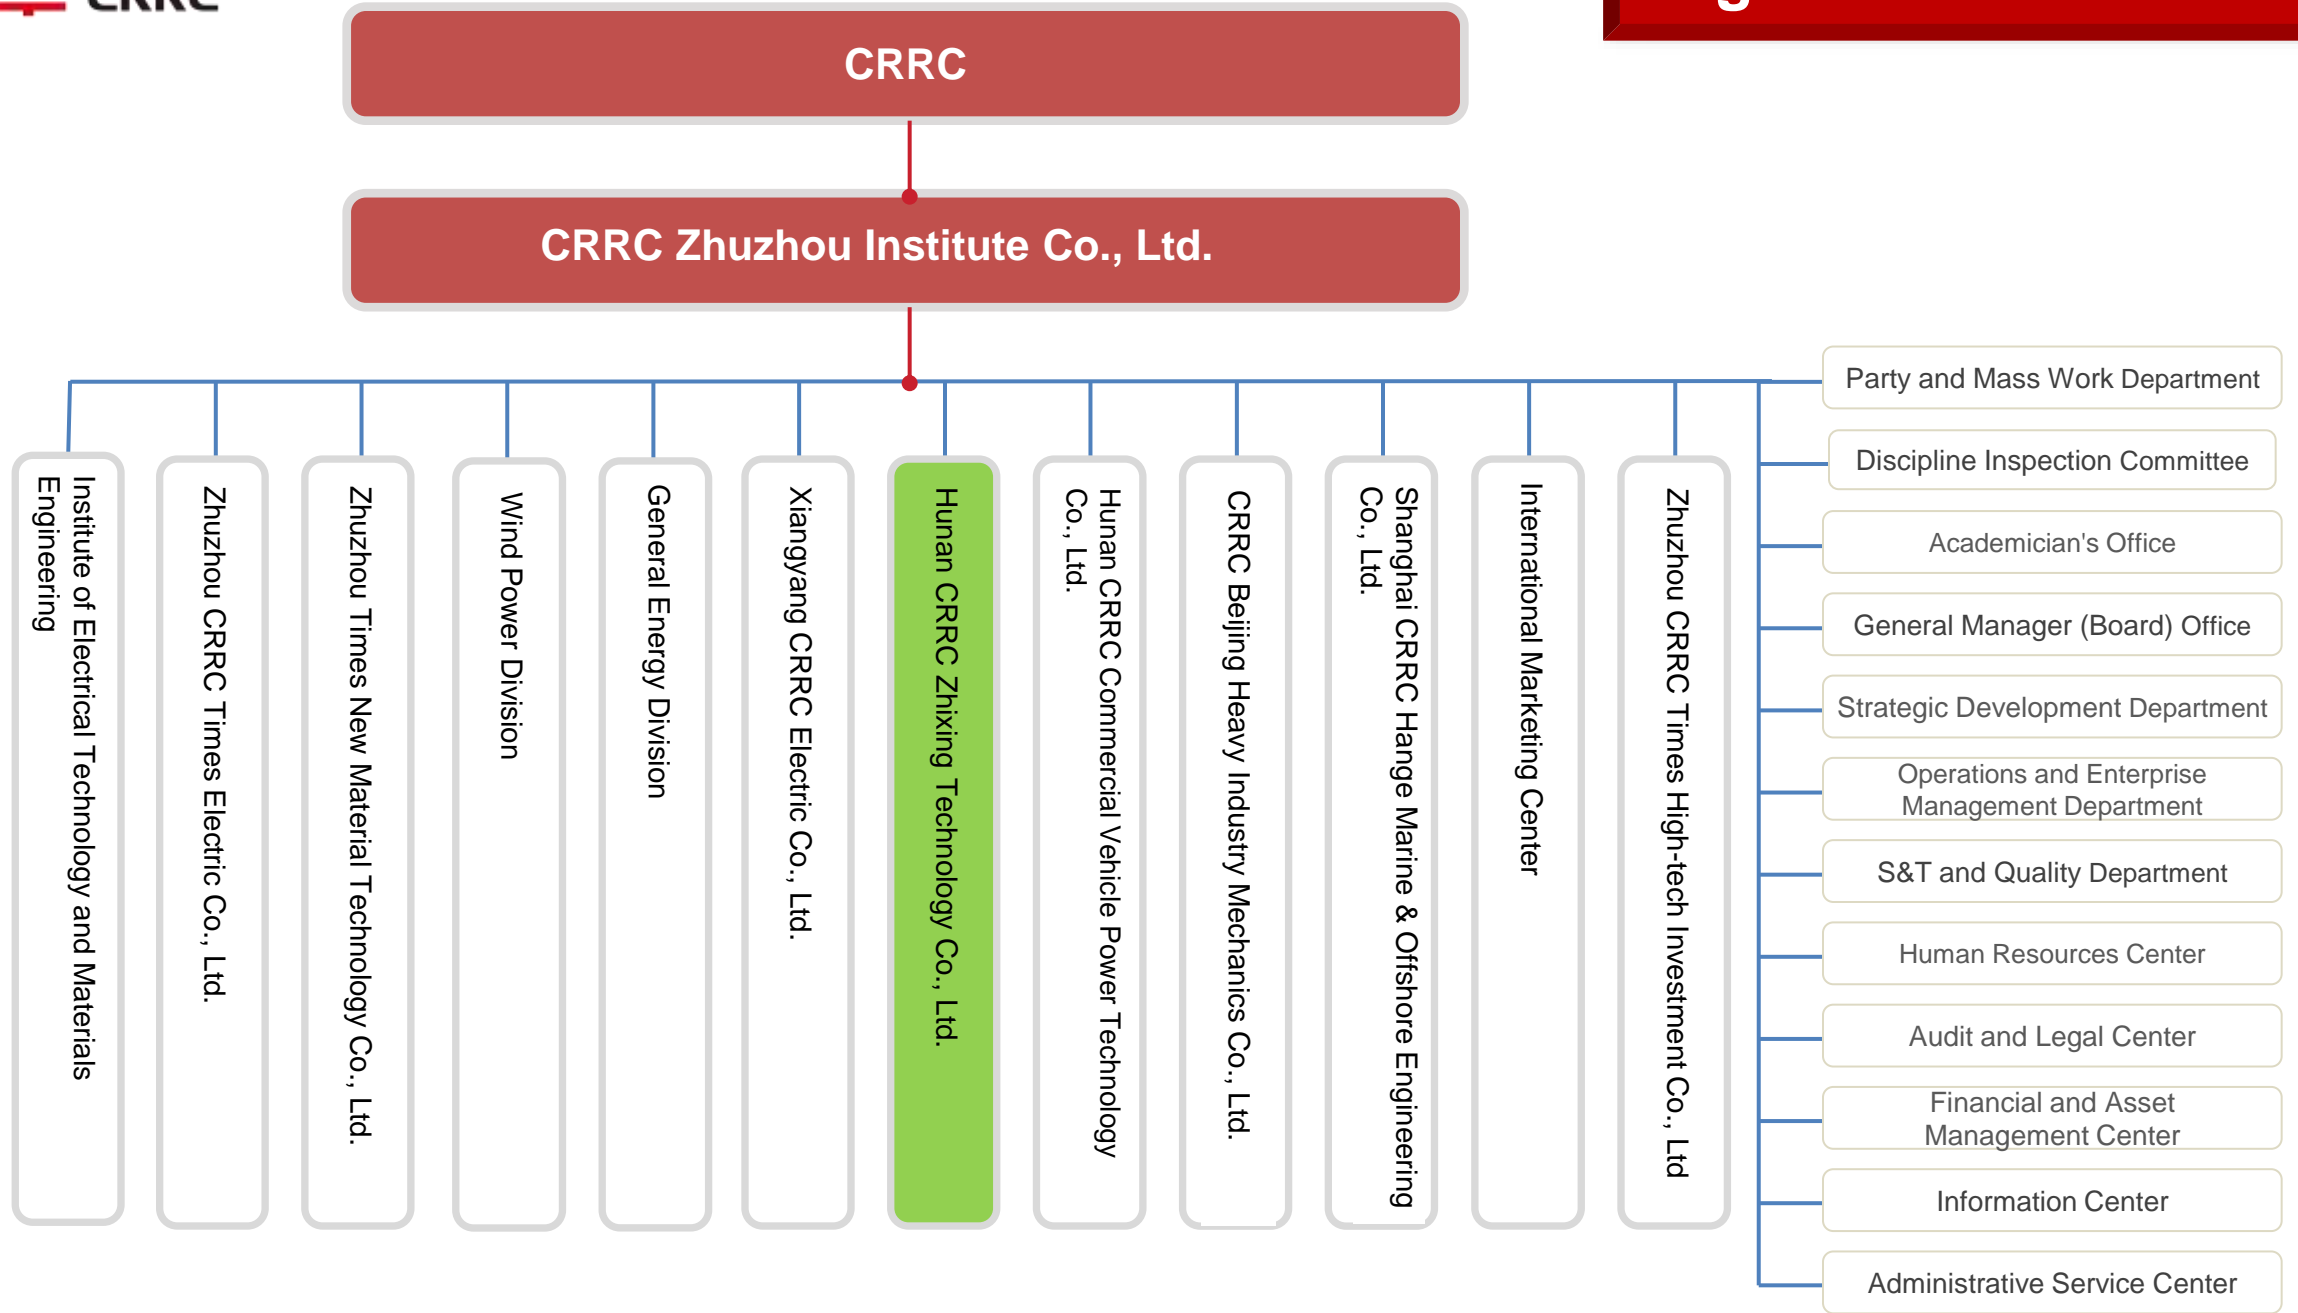 CRRC
CRRC
CRRC Zhuzhou Institute Co., Ltd.
Institute of Electrical Technology and Materials
Engineering
Zhuzhou CRRC Times Electric Co., Ltd.
Zhuzhou Times New Material Technology Co., Ltd.
Wind Power Division
General Energy Division
Xiangyang CRRC Electric Co., Ltd.
Hunan CRRC Zhixing Technology Co., Ltd.
Hunan CRRC Commercial Vehicle Power Technology
Co., Ltd.
CRRC Beijing Heavy Industry Mechanics Co., Ltd.
Shanghai CRRC Hange Marine & Offshore Engineering
Co., Ltd.
International Marketing Center
Zhuzhou CRRC Times High-tech Investment Co., Ltd
Party and Mass Work Department
Discipline Inspection Committee
Academician's Office
General Manager (Board) Office
Strategic Development Department
Operations and Enterprise
Management Department
S&T and Quality Department
Human Resources Center
Audit and Legal Center
Financial and Asset
Management Center
Information Center
Administrative Service Center